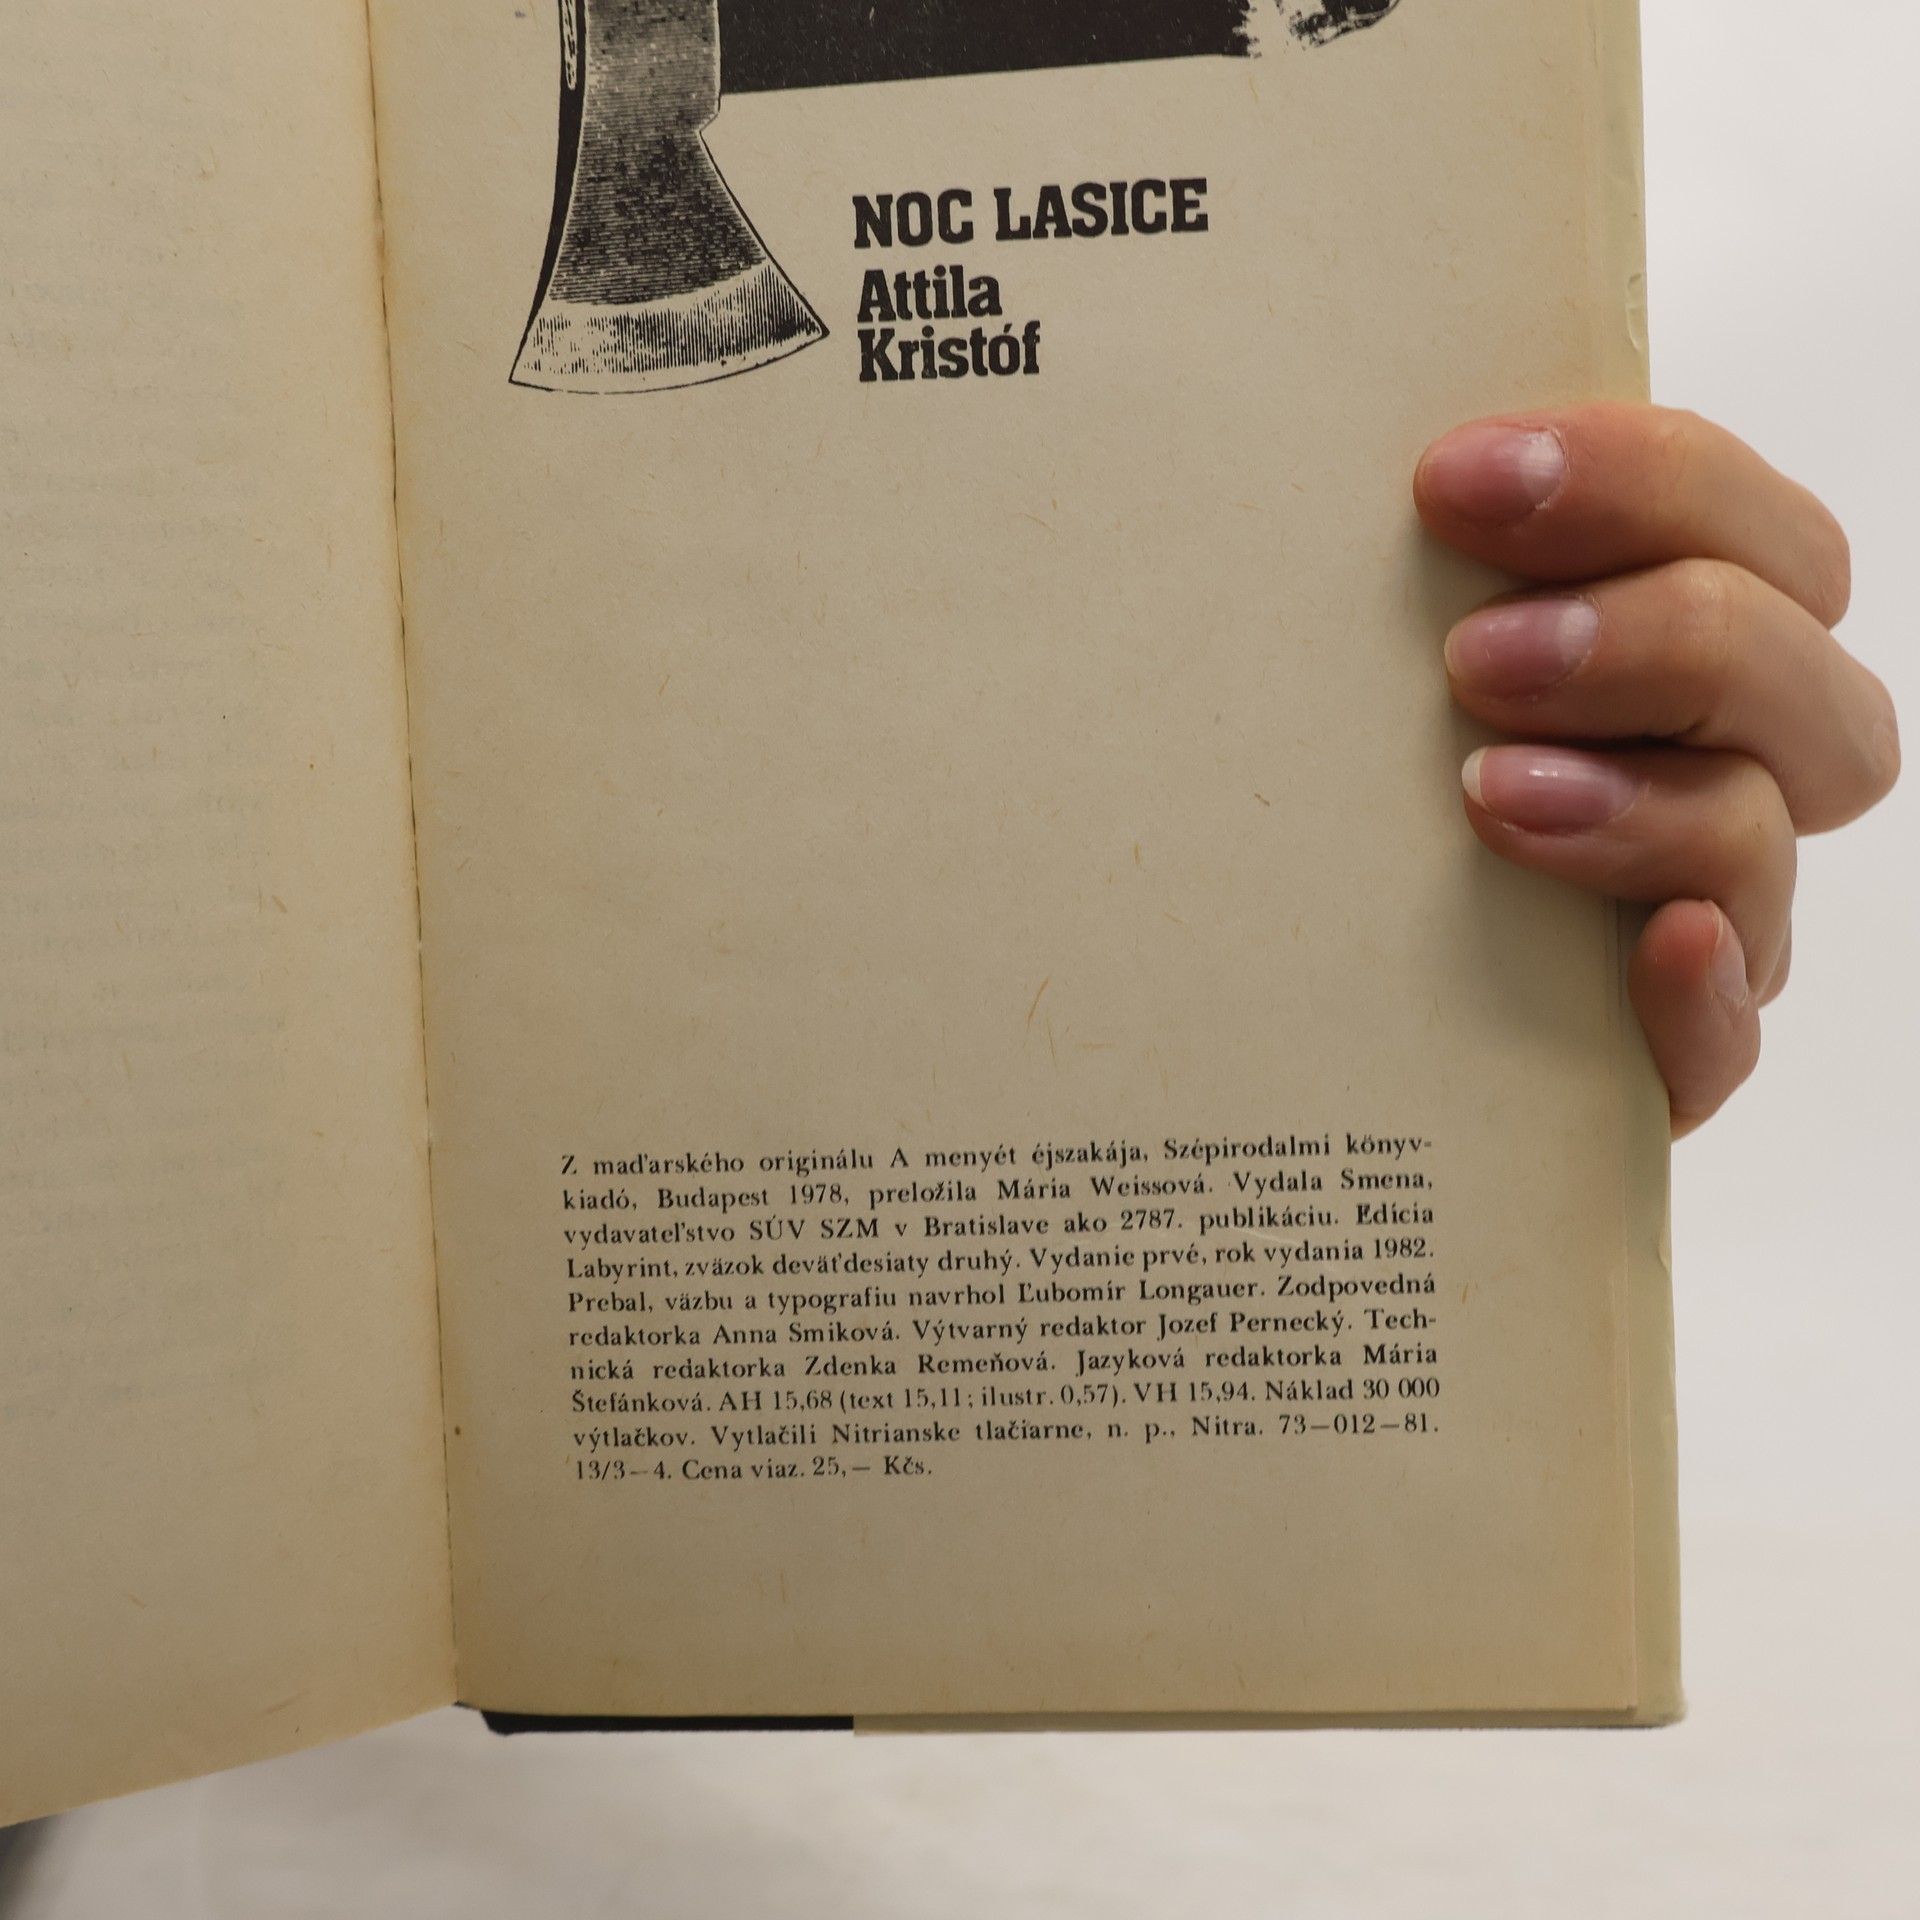 NOC LASICE
Attila
Kristóf
Z maďarského originálu A menyét éjszakája, Szépirodalmi könyv-
kiadó, Budapest 1978, preložila Mária Weissová. Vydala Smena,
vydavateľstvo SÚV SZM v Bratislave ako 2787. publikáciu. Edícia
Labyrint, zväzok deväťdesiaty druhý. Vydanie prvé, rok vydania 1982.
Prebal, väzbu a typografiu navrhol Ľubomír Longauer. Zodpovedná
redaktorka Anna Smiková. Výtvarný redaktor Jozef Pernecký. Tech-
nická redaktorka Zdenka Remeňová. Jazyková redaktorka Mária
Štefánková. AH 15,68 (text 15,11; ilustr. 0,57). VH 15,94. Náklad 30 000
výtlačkov. Vytlačili Nitrianske tlačiarne, n. p., Nitra. 73—012—81.
13/3—4. Cena viaz. 25,— Kčs.